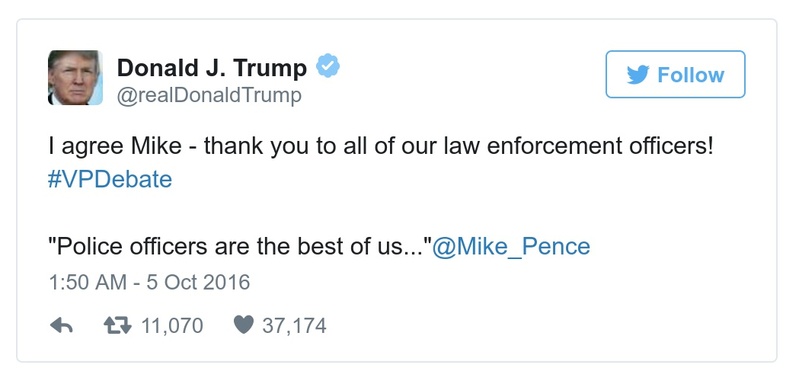 Donald J. Trump
@realDonaldTrump
Follow
I agree Mike - thank you to all of our law enforcement officers!
#VPDebate
"Police officers are the best of us..."@Mike_Pence
1:50 AM - 5 Oct 2016
11,070 37,174